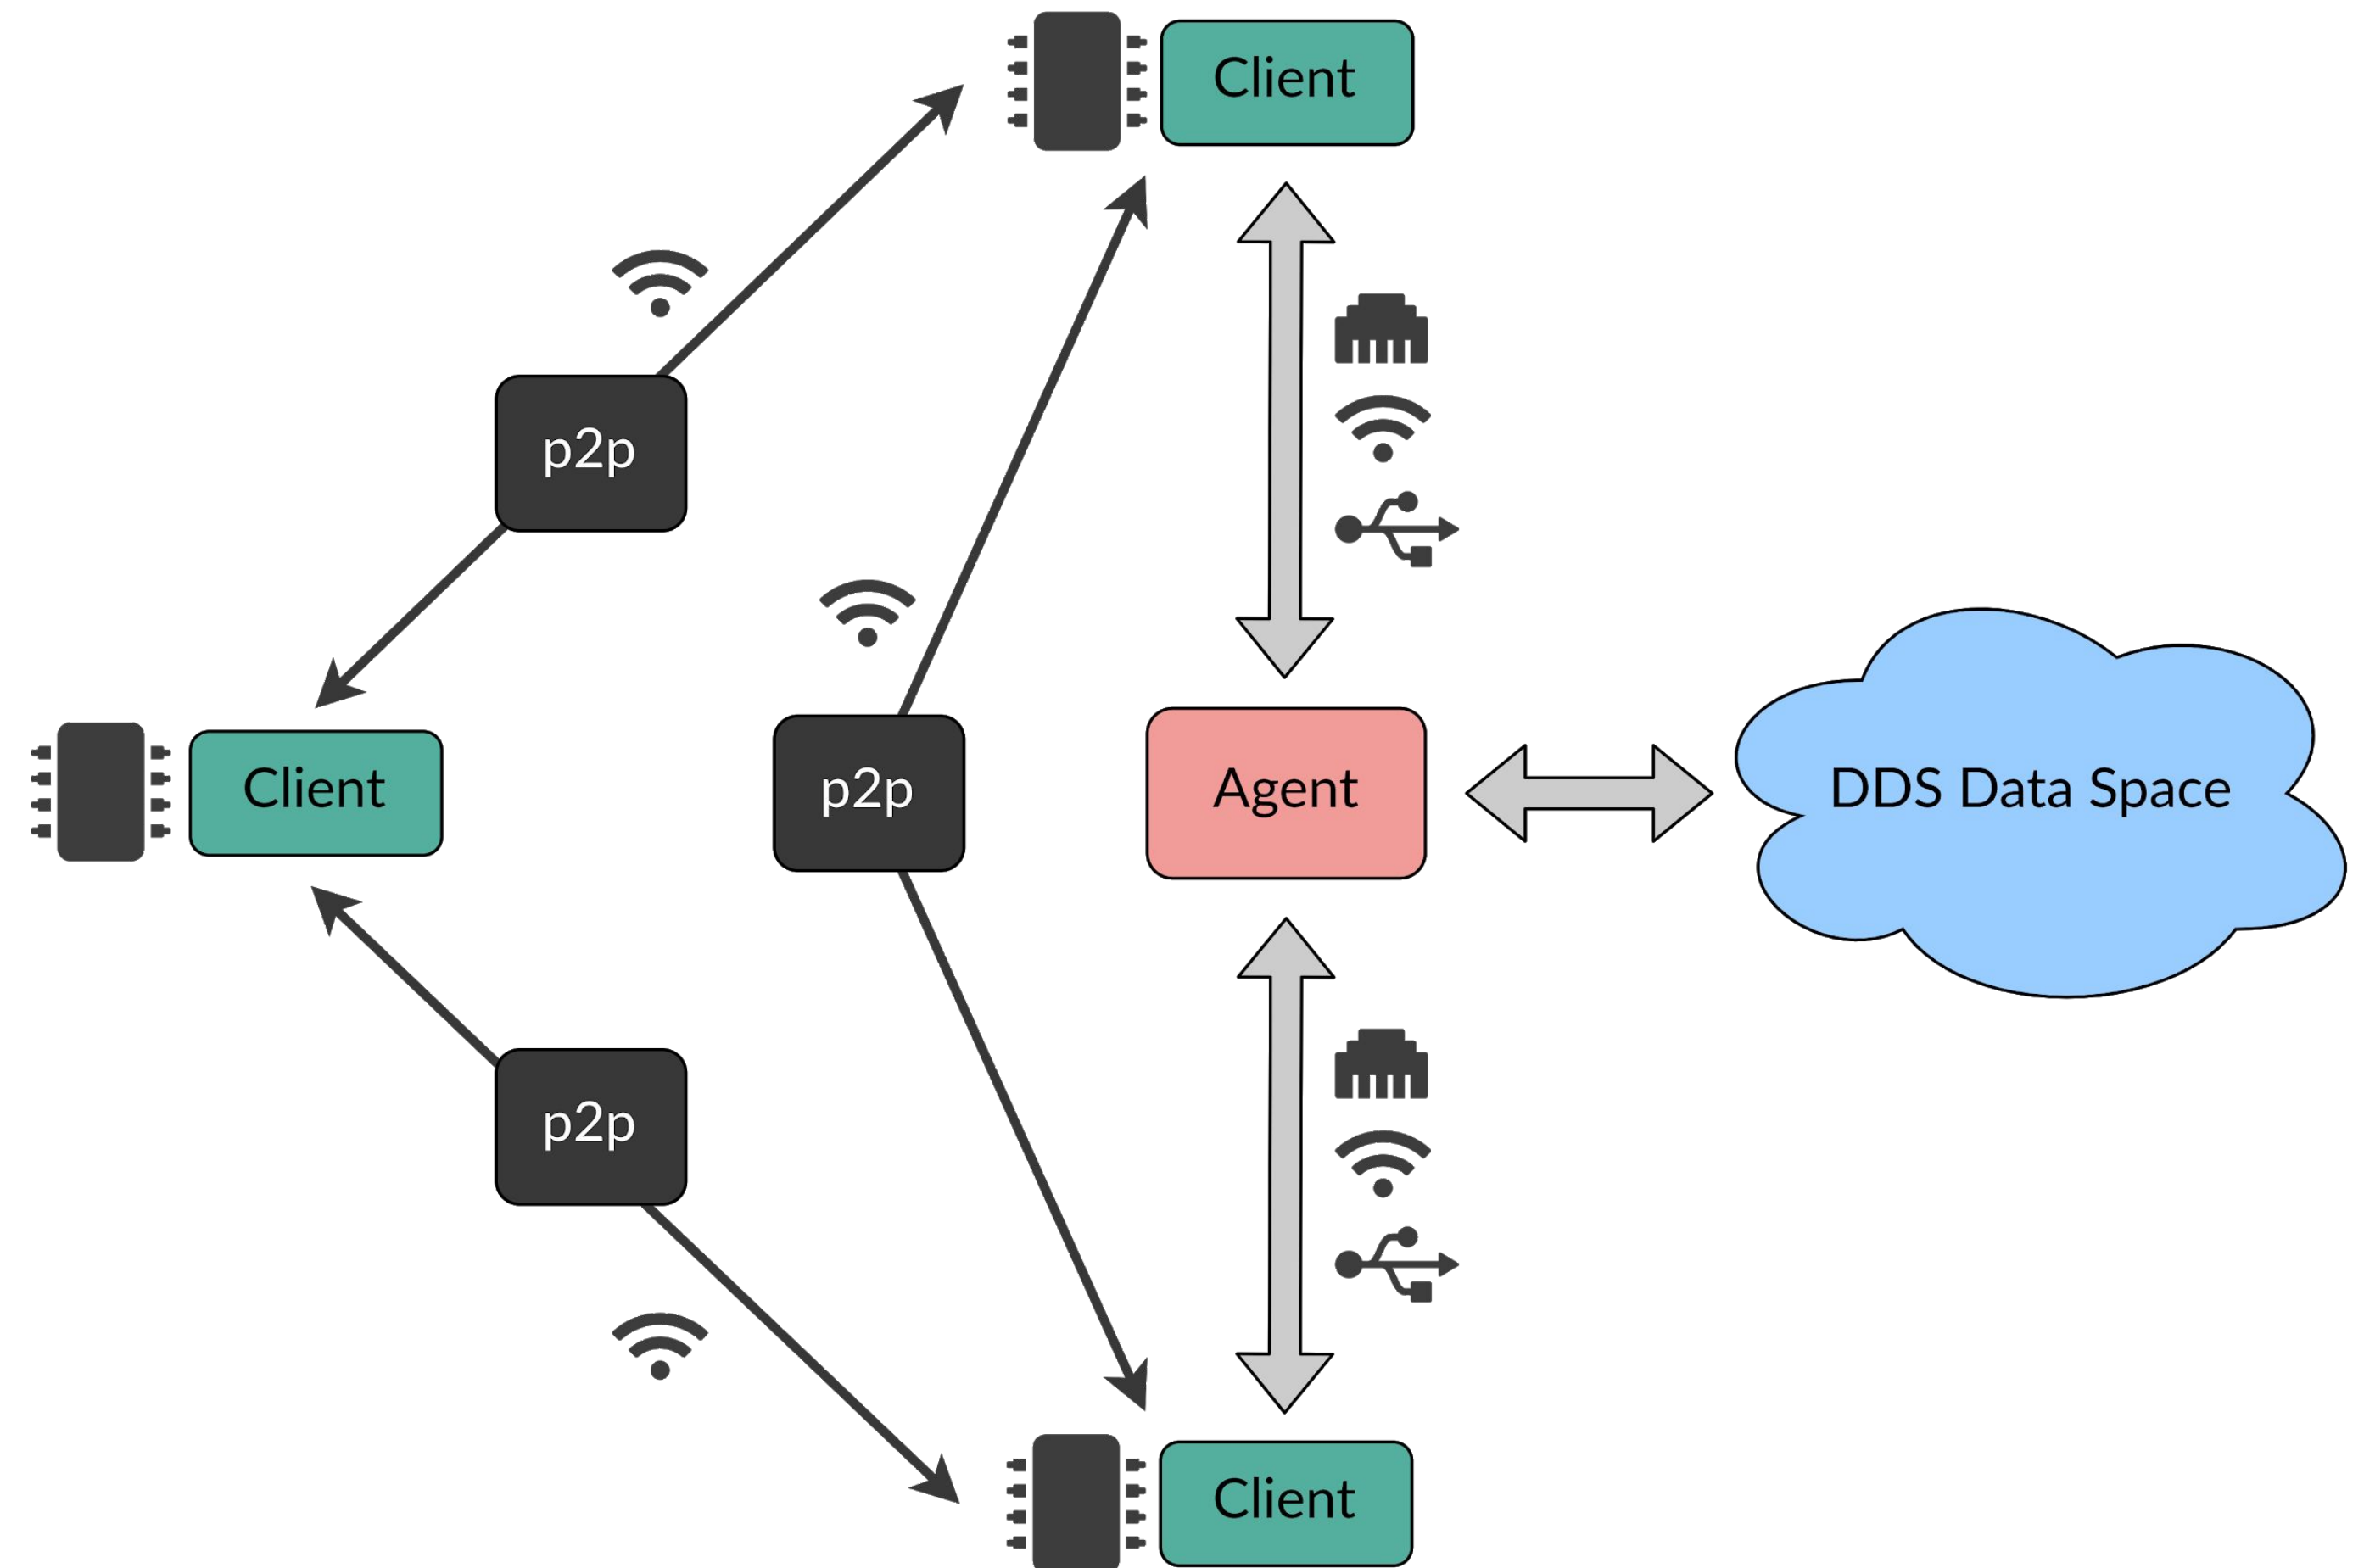 Client
p2p
Client
p2p
Agent
DDS Data Space
p2p
Client